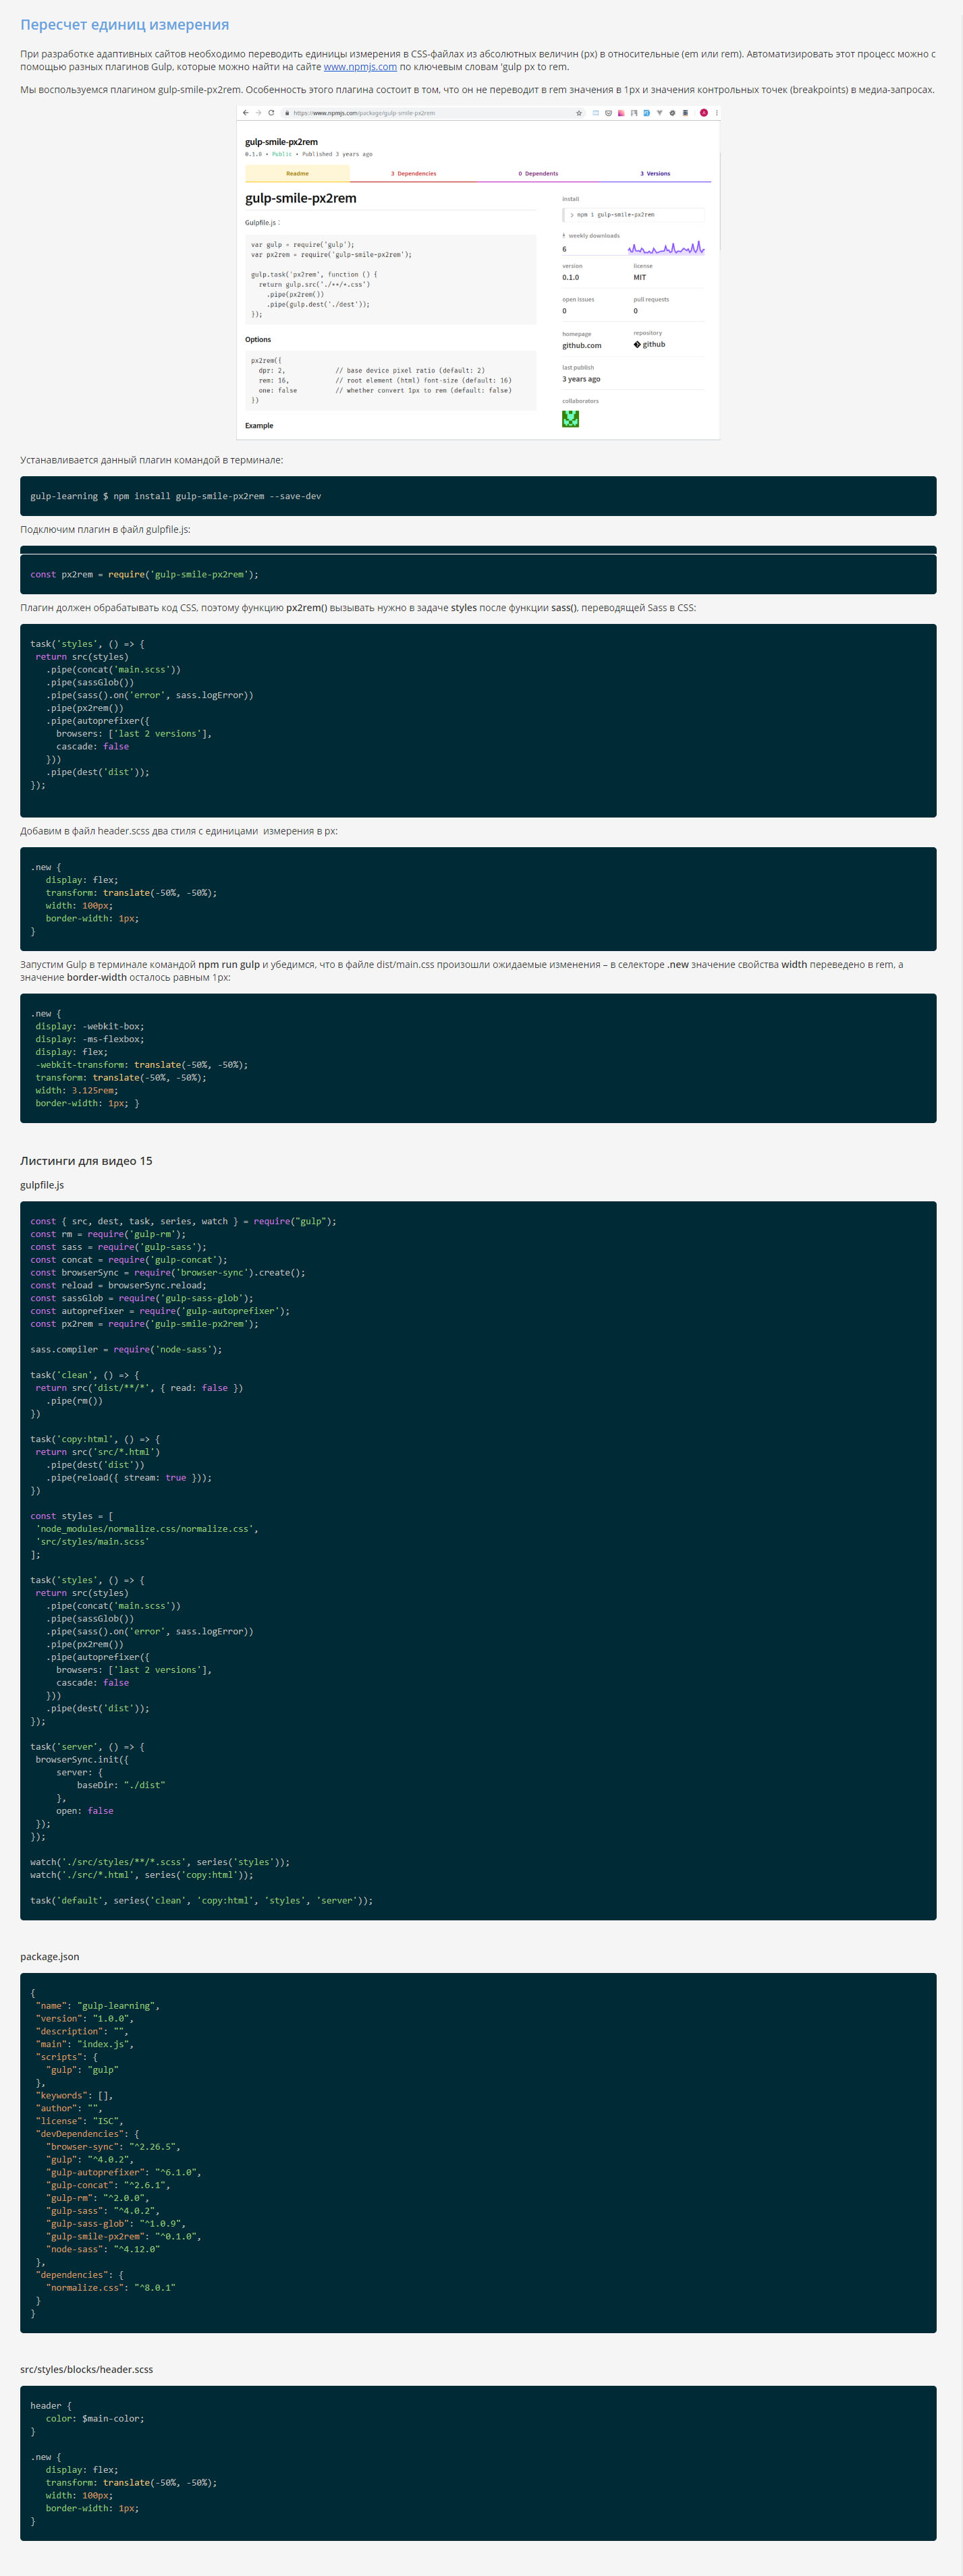 Пересчет единиц измерения
При разработке адаптивных сайтов необходимо переводить единицы измерения в CSS-файлах из абсолютных величин (px) в относительные (em или rem). Автоматизировать этот процесс можно с
помощью разных плагинов Gulp, которые можно найти на сайте www.npmjs.com по ключевым словам 'gulp px to rem.
Мы воспользуемся плагином gulp-smile-px2rem. Особенность этого плагина состоит в том, что он не переводит в rem значения в 1px и значения контрольных точек (breakpoints) в медиа-запросах.
https://www.npmjs.com/package/gulp-smile-px2rem
gulp-smile-px2rem
0.1.0 • Public • Published 3 years ago
Readme
3 Dependencies
0 Dependents
3 Versions
gulp-smile-px2rem
Gulpfile.js：
var gulp = require('gulp');
var px2rem = require('gulp-smile-px2rem');
gulp.task('px2rem', function () {
return gulp.src('./**/*.css')
.pipe(px2rem())
.pipe(gulp.dest('./dest'));
});
Options
px2rem({
dpr: 2, // base device pixel ratio (default: 2)
rem: 16, // root element (html) font-size (default: 16)
one: false // whether convert 1px to rem (default: false)
})
Example
install
> npm i gulp-smile-px2rem
weekly downloads
6
version license
0.1.0 MIT
open issues pull requests
0 0
homepage repository
github.com github
last publish
3 years ago
collaborators
Устанавливается данный плагин командой в терминале:
gulp-learning $ npm install gulp-smile-px2rem --save-dev
Подключим плагин в файл gulpfile.js:
const px2rem = require('gulp-smile-px2rem');
Плагин должен обрабатывать код CSS, поэтому функцию px2rem() вызывать нужно в задаче styles после функции sass(), переводящей Sass в CSS:
task('styles', () => {
return src(styles)
.pipe(concat('main.scss'))
.pipe(sassGlob())
.pipe(sass().on('error', sass.logError))
.pipe(px2rem())
.pipe(autoprefixer({
browsers: ['last 2 versions'],
cascade: false
}))
.pipe(dest('dist'));
});
Добавим в файл header.scss два стиля с единицами измерения в px:
.new {
display: flex;
transform: translate(-50%, -50%);
width: 100px;
border-width: 1px;
}
Запустим Gulp в терминале командой npm run gulp и убедимся, что в файле dist/main.css произошли ожидаемые изменения – в селекторе .new значение свойства width переведено в rem, а
значение border-width осталось равным 1px:
.new {
display: -webkit-box;
display: -ms-flexbox;
display: flex;
-webkit-transform: translate(-50%, -50%);
transform: translate(-50%, -50%);
width: 3.125rem;
border-width: 1px; }
Листинги для видео 15
gulpfile.js
const { src, dest, task, series, watch } = require("gulp");
const rm = require('gulp-rm');
const sass = require('gulp-sass');
const concat = require('gulp-concat');
const browserSync = require('browser-sync').create();
const reload = browserSync.reload;
const sassGlob = require('gulp-sass-glob');
const autoprefixer = require('gulp-autoprefixer');
const px2rem = require('gulp-smile-px2rem');
sass.compiler = require('node-sass');
task('clean', () => {
return src('dist/**/*', { read: false })
.pipe(rm())
})
task('copy:html', () => {
return src('src/*.html')
.pipe(dest('dist'))
.pipe(reload({ stream: true }));
})
const styles = [
'node_modules/normalize.css/normalize.css',
'src/styles/main.scss'
];
task('styles', () => {
return src(styles)
.pipe(concat('main.scss'))
.pipe(sassGlob())
.pipe(sass().on('error', sass.logError))
.pipe(px2rem())
.pipe(autoprefixer({
browsers: ['last 2 versions'],
cascade: false
}))
.pipe(dest('dist'));
});
task('server', () => {
browserSync.init({
server: {
baseDir: "./dist"
},
open: false
});
});
watch('./src/styles/**/*.scss', series('styles'));
watch('./src/*.html', series('copy:html'));
task('default', series('clean', 'copy:html', 'styles', 'server'));
package.json
{
"name": "gulp-learning",
"version": "1.0.0",
"description": "",
"main": "index.js",
"scripts": {
"gulp": "gulp"
},
"keywords": [],
"author": "",
"license": "ISC",
"devDependencies": {
"browser-sync": "^2.26.5",
"gulp": "^4.0.2",
"gulp-autoprefixer": "^6.1.0",
"gulp-concat": "^2.6.1",
"gulp-rm": "^2.0.0",
"gulp-sass": "^4.0.2",
"gulp-sass-glob": "^1.0.9",
"gulp-smile-px2rem": "^0.1.0",
"node-sass": "^4.12.0"
},
"dependencies": {
"normalize.css": "^8.0.1"
}
}
src/styles/blocks/header.scss
header {
color: $main-color;
}
.new {
display: flex;
transform: translate(-50%, -50%);
width: 100px;
border-width: 1px;
}